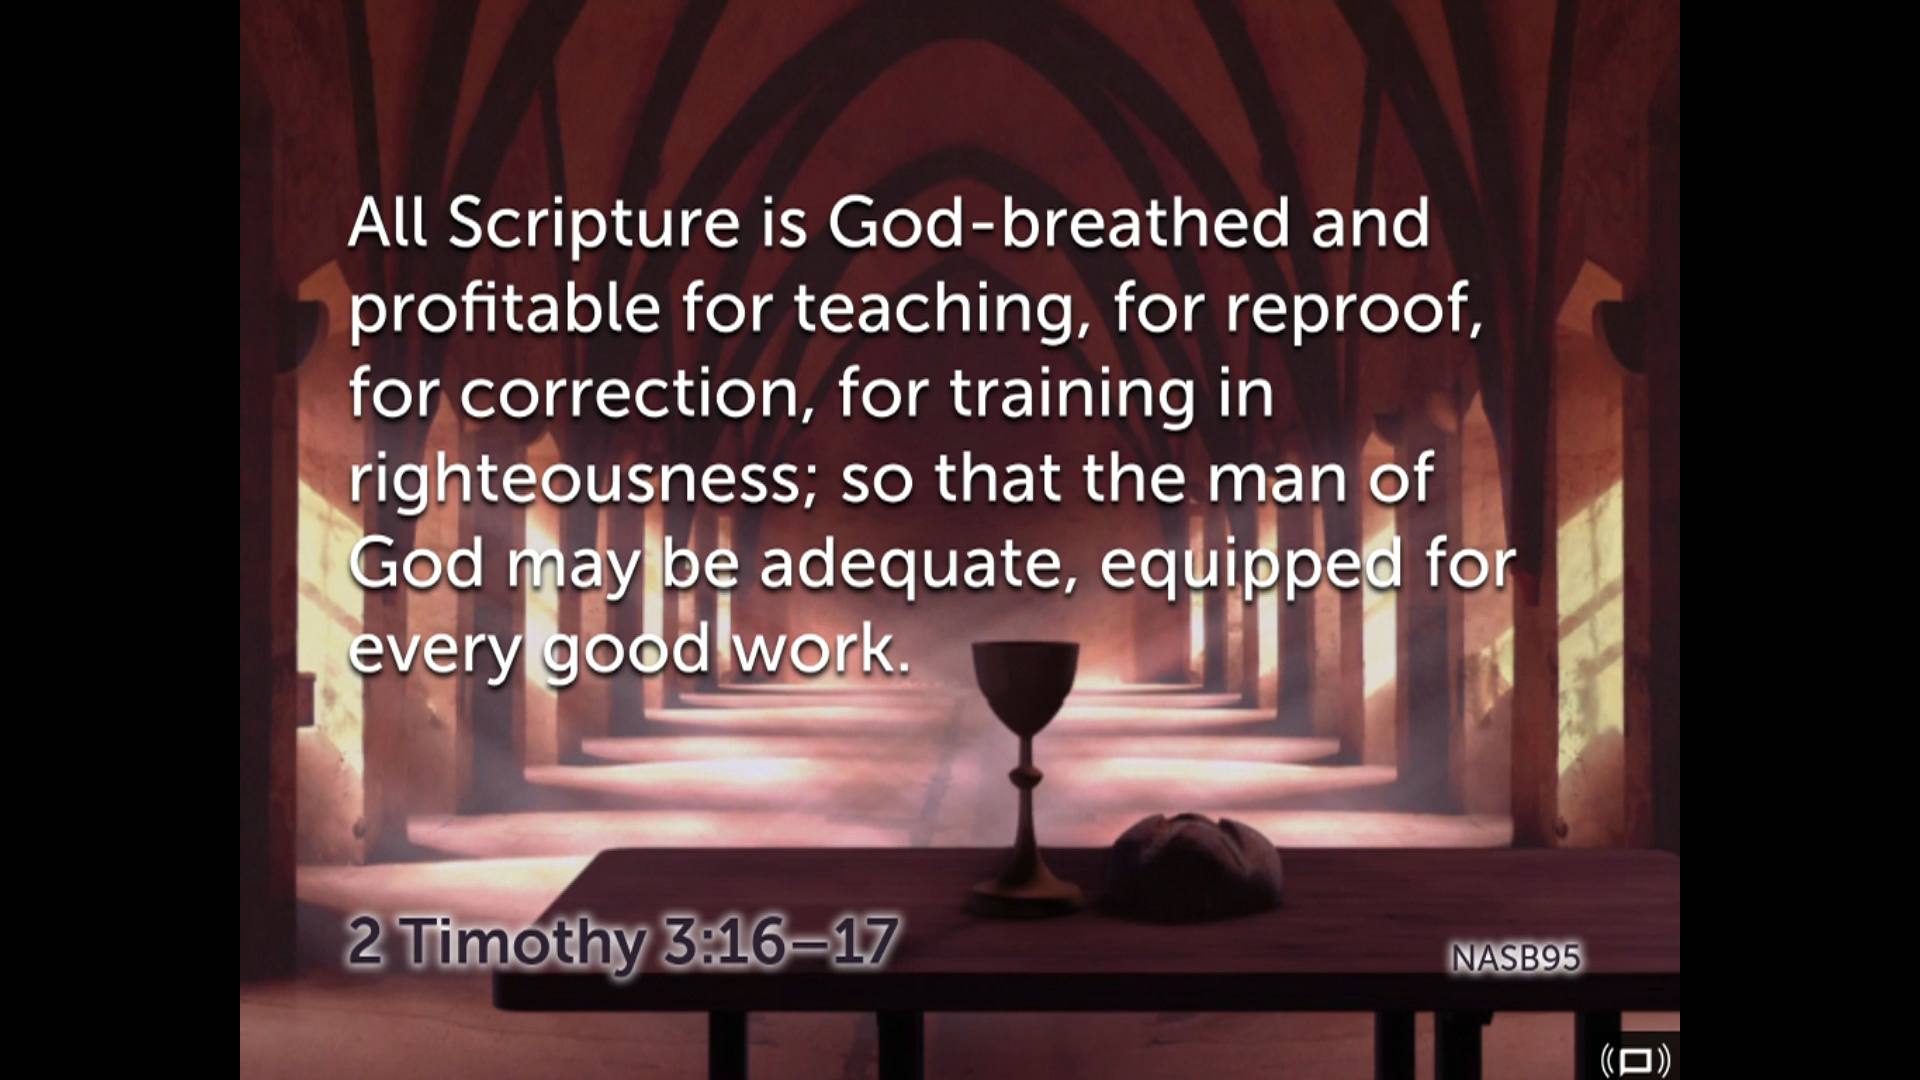 All Scripture is God-breathed and
profitable for teaching, for reproof,
for correction, for training in
righteousness; so that the man of
God may be adequate, equipped for
every good work.
2 Timothy 3:16–17
NASB95